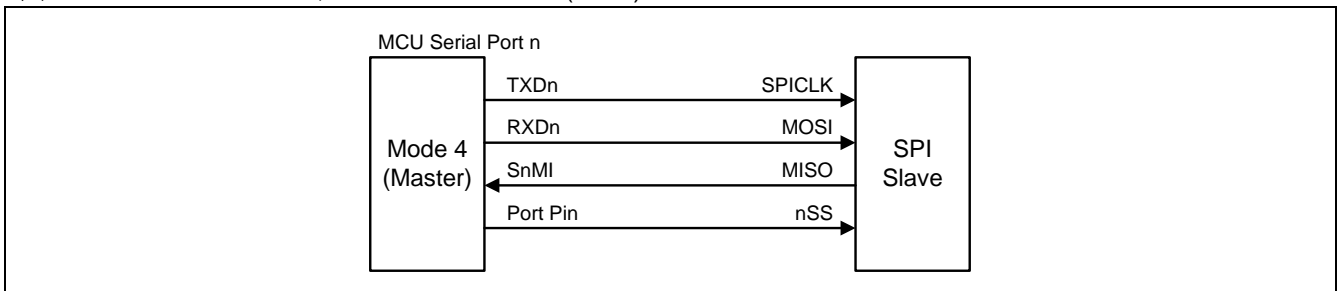 MCU Serial Port n
TXDn SPICLK
RXDn MOSI
Mode 4 SPI
(Master) SnMI MISO Slave
Port Pin nSS